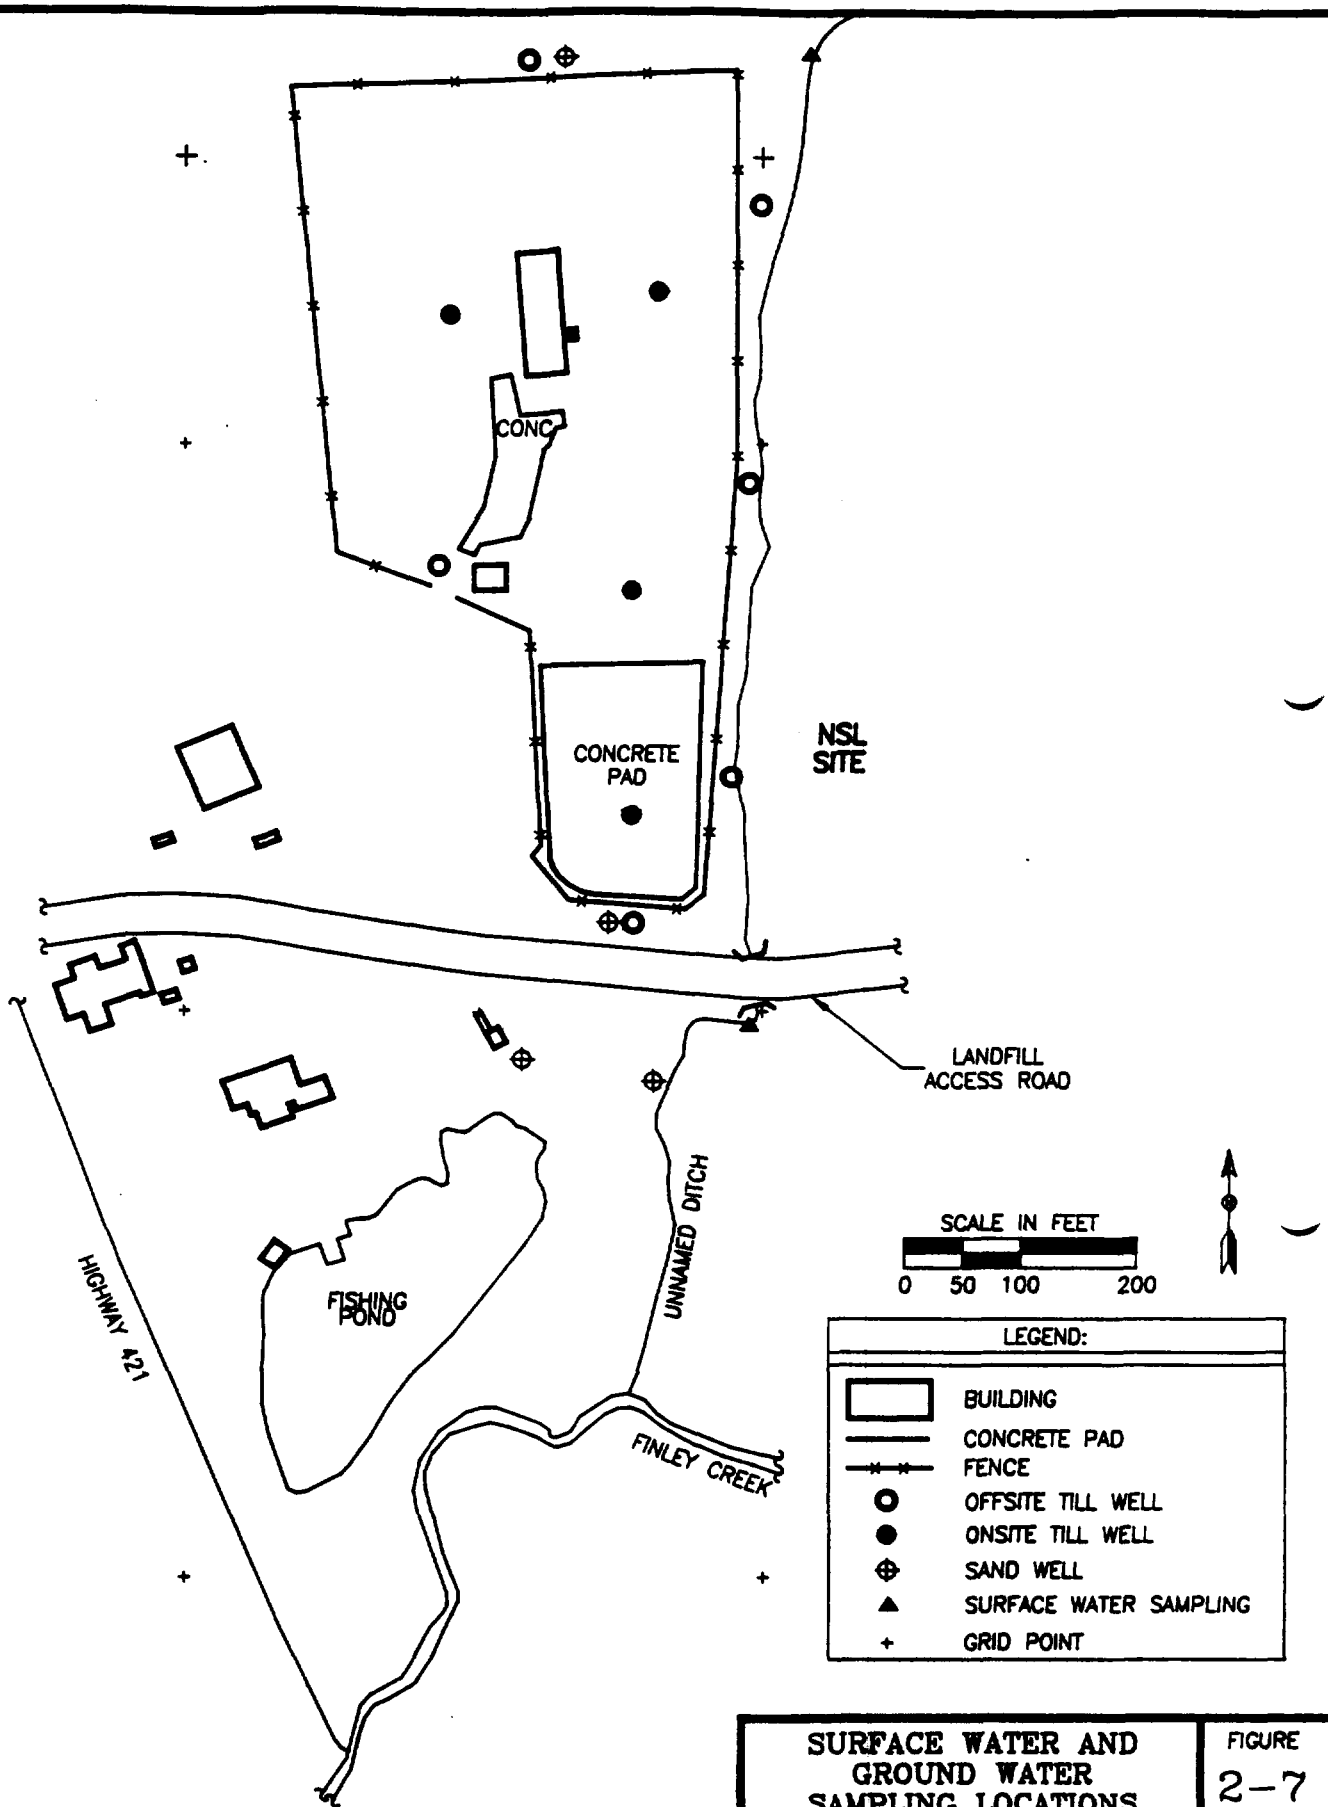 CONC
CONCRETE
PAD
NSL
SITE
LANDFILL
ACCESS ROAD
UNNAMED DITCH
HIGHWAY 421
FISHING
POND
FINLEY CREEK
SCALE IN FEET
0 50 100 200
LEGEND:
BUILDING
CONCRETE PAD
FENCE
OFFSITE TILL WELL
ONSITE TILL WELL
SAND WELL
SURFACE WATER SAMPLING
GRID POINT
SURFACE WATER AND
GROUND WATER
SAMPLING LOCATIONS
FIGURE
2-7